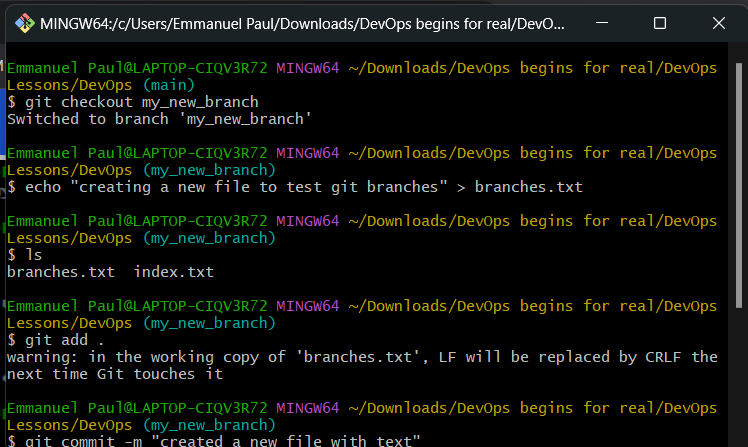 MINGW64:/c/Users/Emmanuel Paul/Downloads/DevOps begins for real/DevO...
Emmanuel Paul@LAPTOP-CIQV3R72 MINGW64 ~/Downloads/DevOps begins for real/DevOps
Lessons/DevOps (main)
$ git checkout my_new_branch
Switched to branch 'my_new_branch'
Emmanuel Paul@LAPTOP-CIQV3R72 MINGW64 ~/Downloads/DevOps begins for real/DevOps
Lessons/DevOps (my_new_branch)
$ echo "creating a new file to test git branches" > branches.txt
Emmanuel Paul@LAPTOP-CIQV3R72 MINGW64 ~/Downloads/DevOps begins for real/DevOps
Lessons/DevOps (my_new_branch)
$ ls
branches.txt  index.txt
Emmanuel Paul@LAPTOP-CIQV3R72 MINGW64 ~/Downloads/DevOps begins for real/DevOps
Lessons/DevOps (my_new_branch)
$ git add .
warning: in the working copy of 'branches.txt', LF will be replaced by CRLF the
next time Git touches it
Emmanuel Paul@LAPTOP-CIQV3R72 MINGW64 ~/Downloads/DevOps begins for real/DevOps
Lessons/DevOps (my_new_branch)
$ git commit -m "created a new file with text"